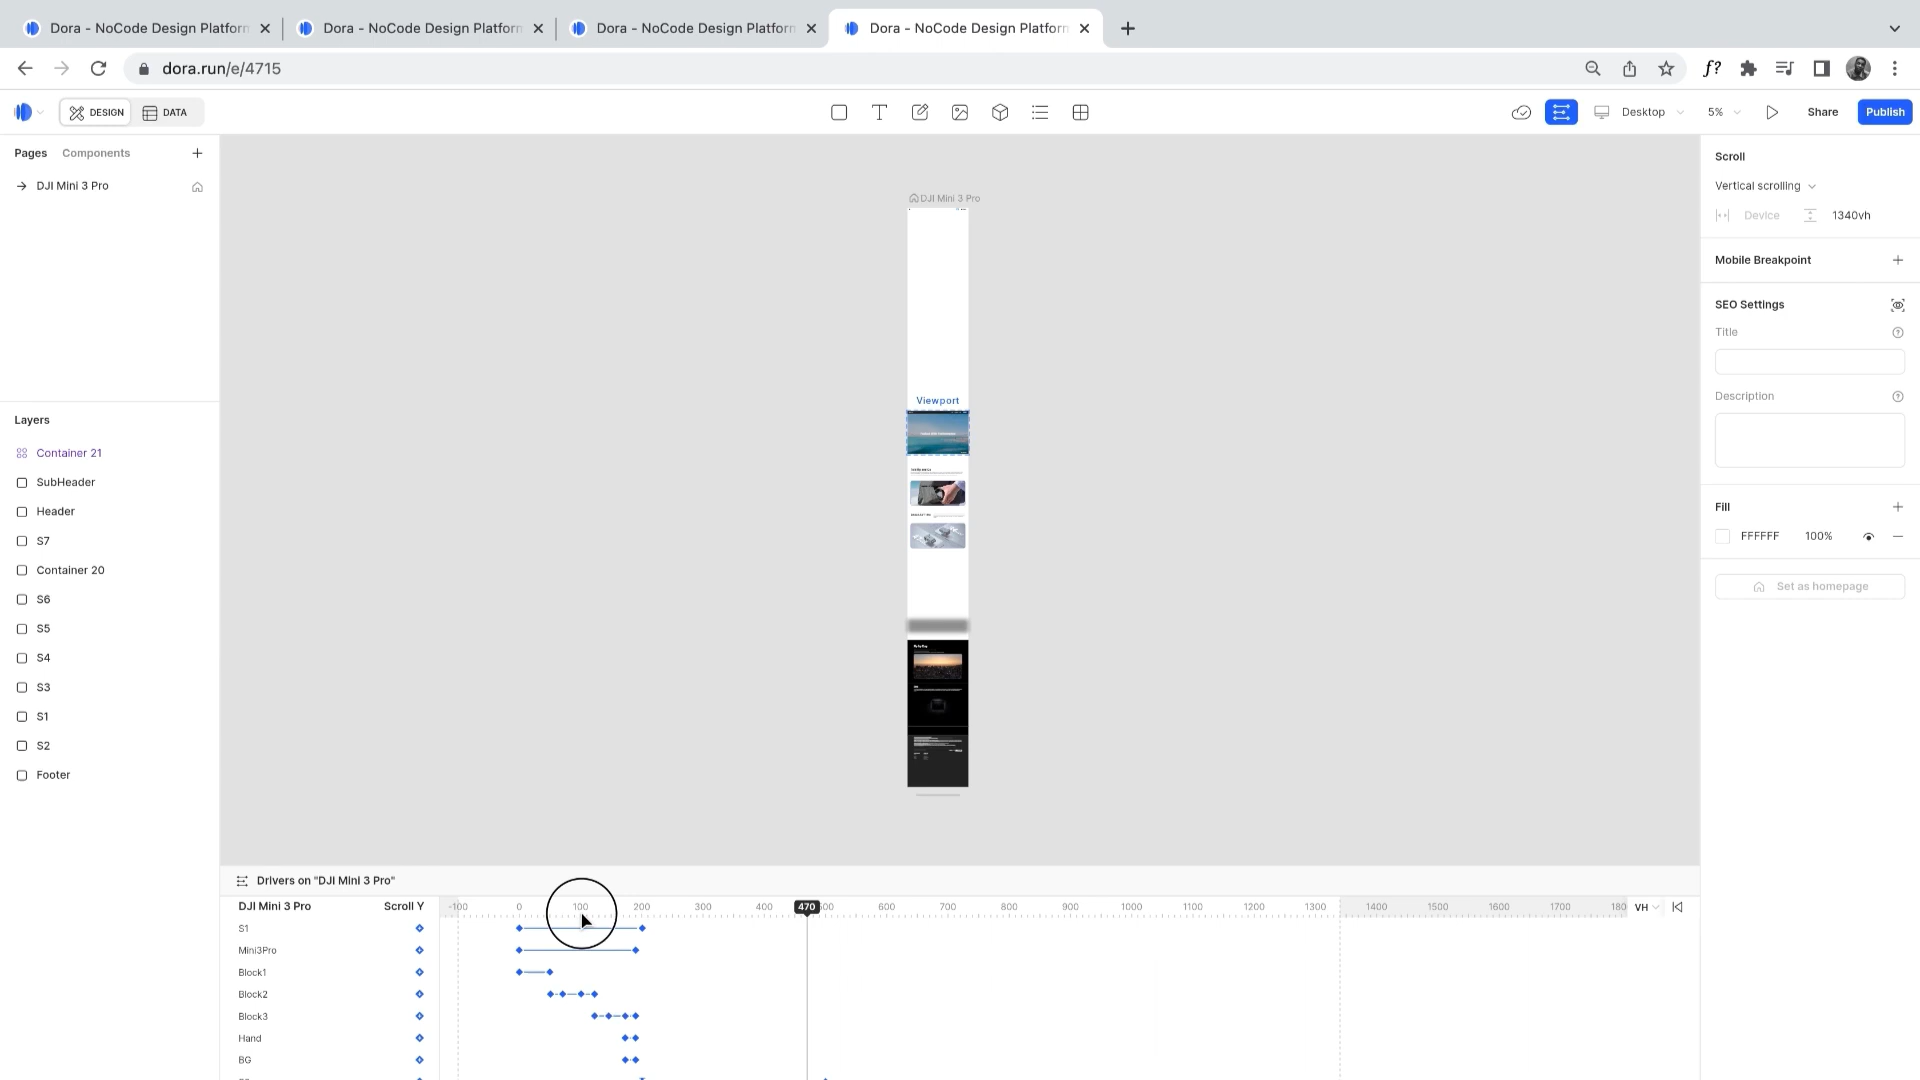 Dora - NoCode Design Platform
Dora - NoCode Design Platform
Dora - NoCode Design Platform
Dora - NoCode Design Platform
dora.run/e/4715
f?
DESIGN
DATA
Desktop
5%
Share
Publish
Pages
Components
DJI Mini 3 Pro
Layers
Container 21
SubHeader
Header
S7
Container 20
S6
S5
S4
S3
S1
S2
Footer
DJI Mini 3 Pro
Viewport
Scroll
Vertical scrolling
Device
1340vh
Mobile Breakpoint
SEO Settings
Title
Description
Fill
FFFFFF
100%
Set as homepage
Drivers on "DJI Mini 3 Pro"
DJI Mini 3 Pro
Scroll Y
-100 0 100 200 300 400 470 600 700 800 900 1000 1100 1200 1300 1400 1500 1600 1700 180
VH
S1
Mini3Pro
Block1
Block2
Block3
Hand
BG